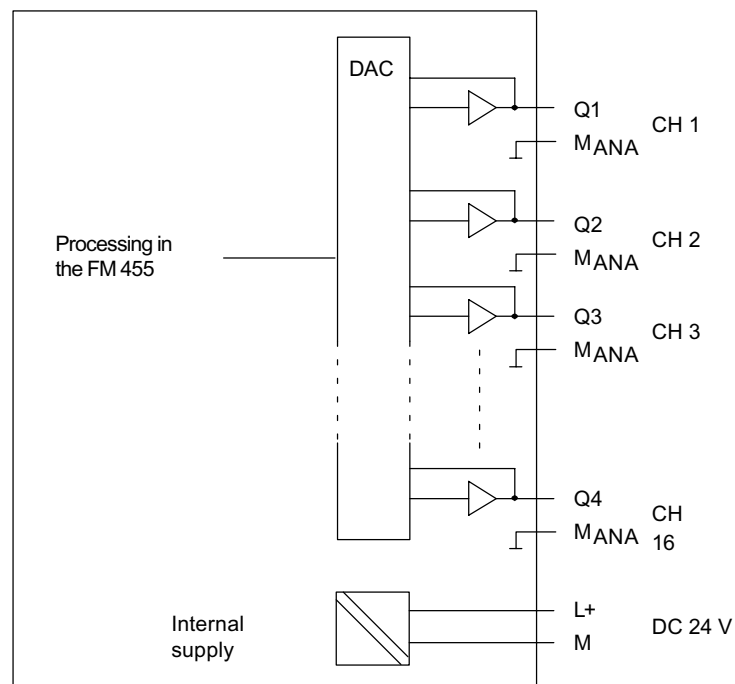 DAC
Q1
CH 1
MANA
Q2
CH 2
MANA
Processing in
the FM 455
Q3
CH 3
MANA
Q4
CH
16
MANA
L+
DC 24 V
M
Internal
supply